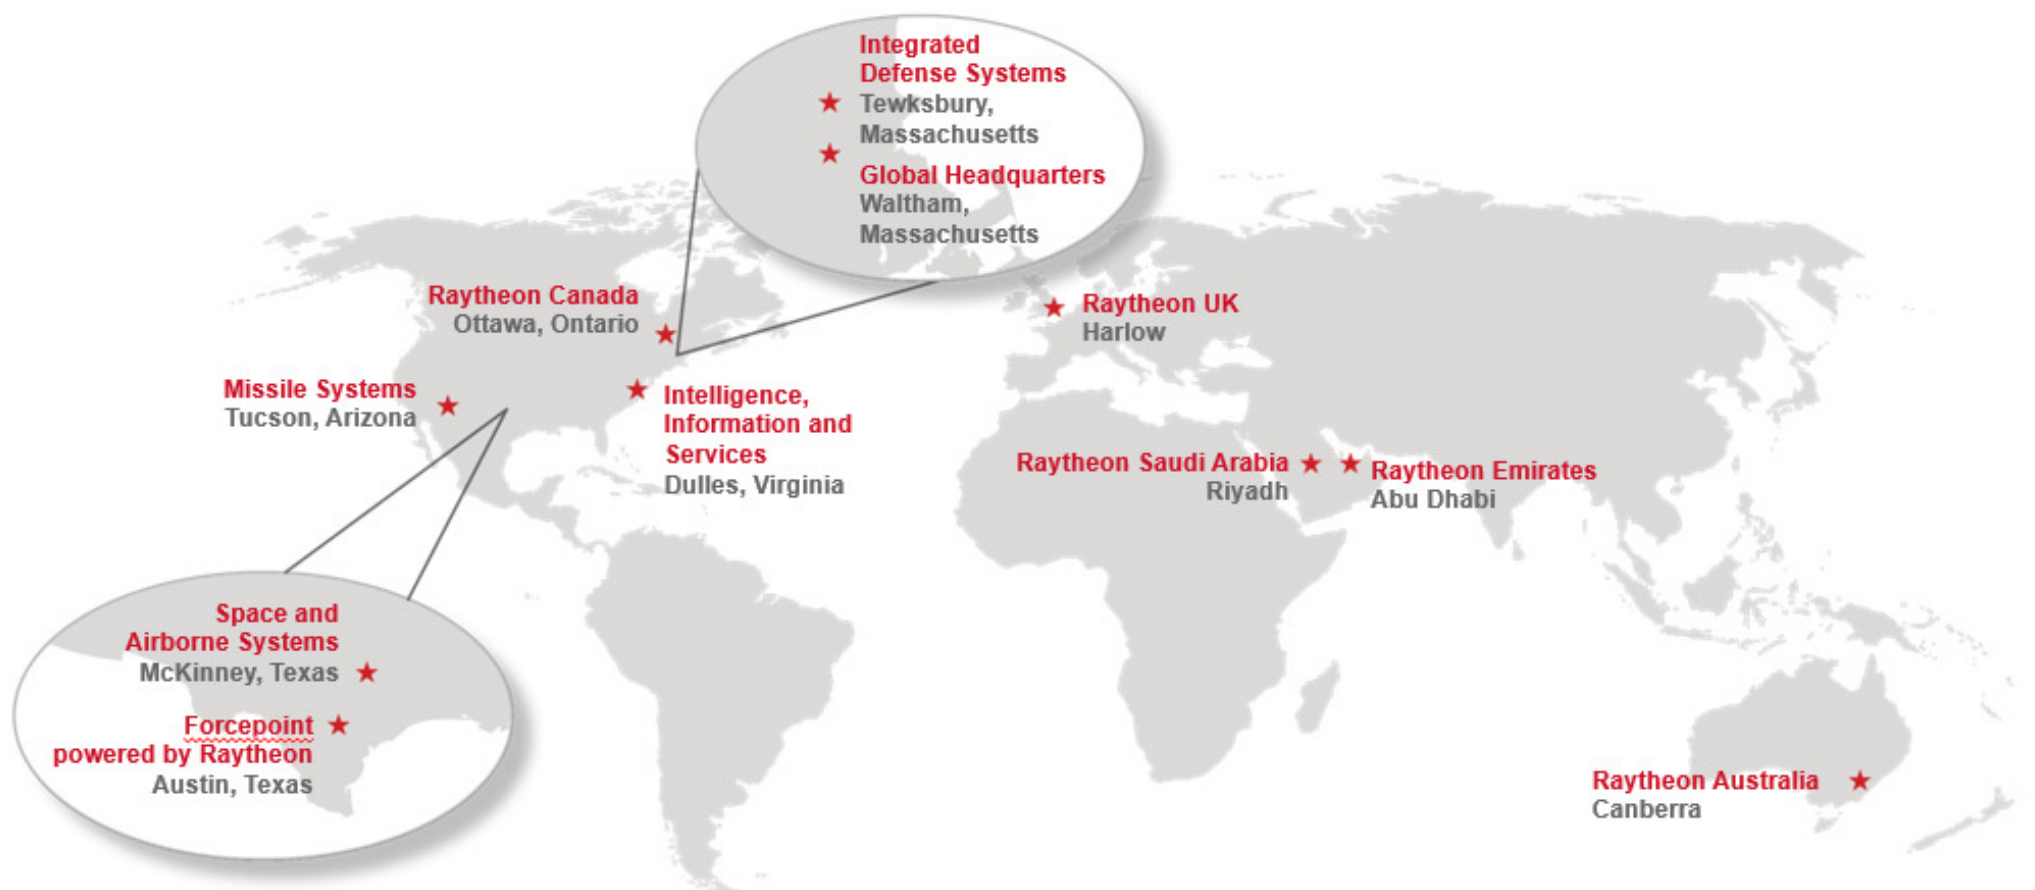 Integrated
Defense Systems
Tewksbury,
Massachusetts
Global Headquarters
Waltham,
Massachusetts
Raytheon Canada
Ottawa, Ontario
Raytheon UK
Harlow
Missile Systems
Tucson, Arizona
Intelligence,
Information and
Services
Dulles, Virginia
Raytheon Saudi Arabia
Riyadh
Raytheon Emirates
Abu Dhabi
Space and
Airborne Systems
McKinney, Texas
Forcepoint
powered by Raytheon
Austin, Texas
Raytheon Australia
Canberra